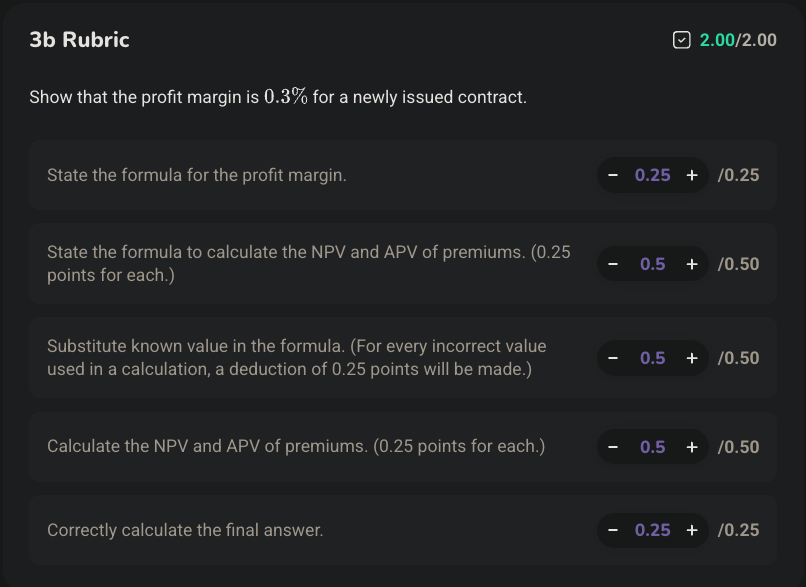 3b Rubric
2.00/2.00
Show that the profit margin is 0.3% for a newly issued contract.
State the formula for the profit margin.
− 0.25 + /0.25
State the formula to calculate the NPV and APV of premiums. (0.25
points for each.)
− 0.5 + /0.50
Substitute known value in the formula. (For every incorrect value
used in a calculation, a deduction of 0.25 points will be made.)
− 0.5 + /0.50
Calculate the NPV and APV of premiums. (0.25 points for each.)
− 0.5 + /0.50
Correctly calculate the final answer.
− 0.25 + /0.25